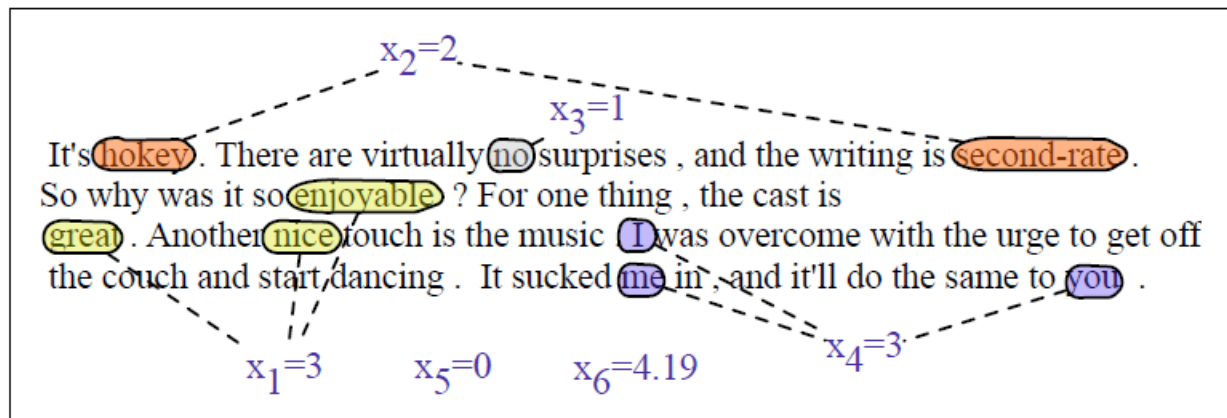 x2=2
x3=1
It's hokey . There are virtually no surprises , and the writing is second-rate .
So why was it so enjoyable ? For one thing , the cast is
great . Another nice touch is the music . I was overcome with the urge to get off
the couch and start dancing . It sucked me in , and it'll do the same to you .
x4=3
x1=3 x5=0 x6=4.19